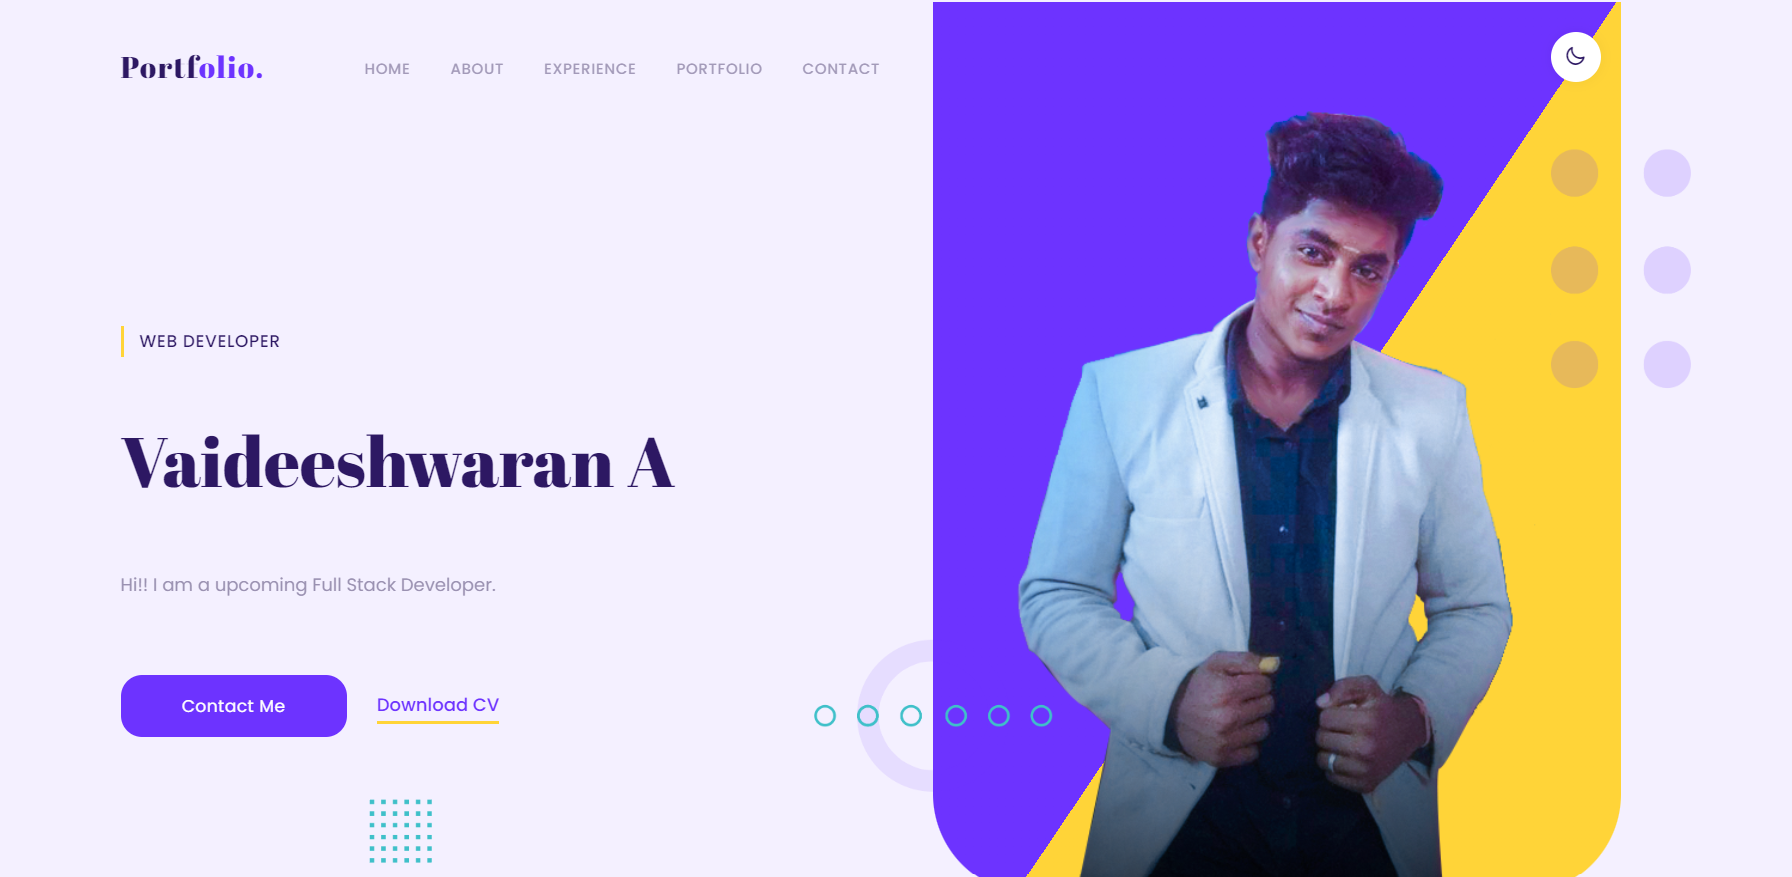 Portfolio.
HOME ABOUT EXPERIENCE PORTFOLIO CONTACT
WEB DEVELOPER
Vaideeshwaran A
Hi!! I am a upcoming Full Stack Developer.
Contact Me Download CV